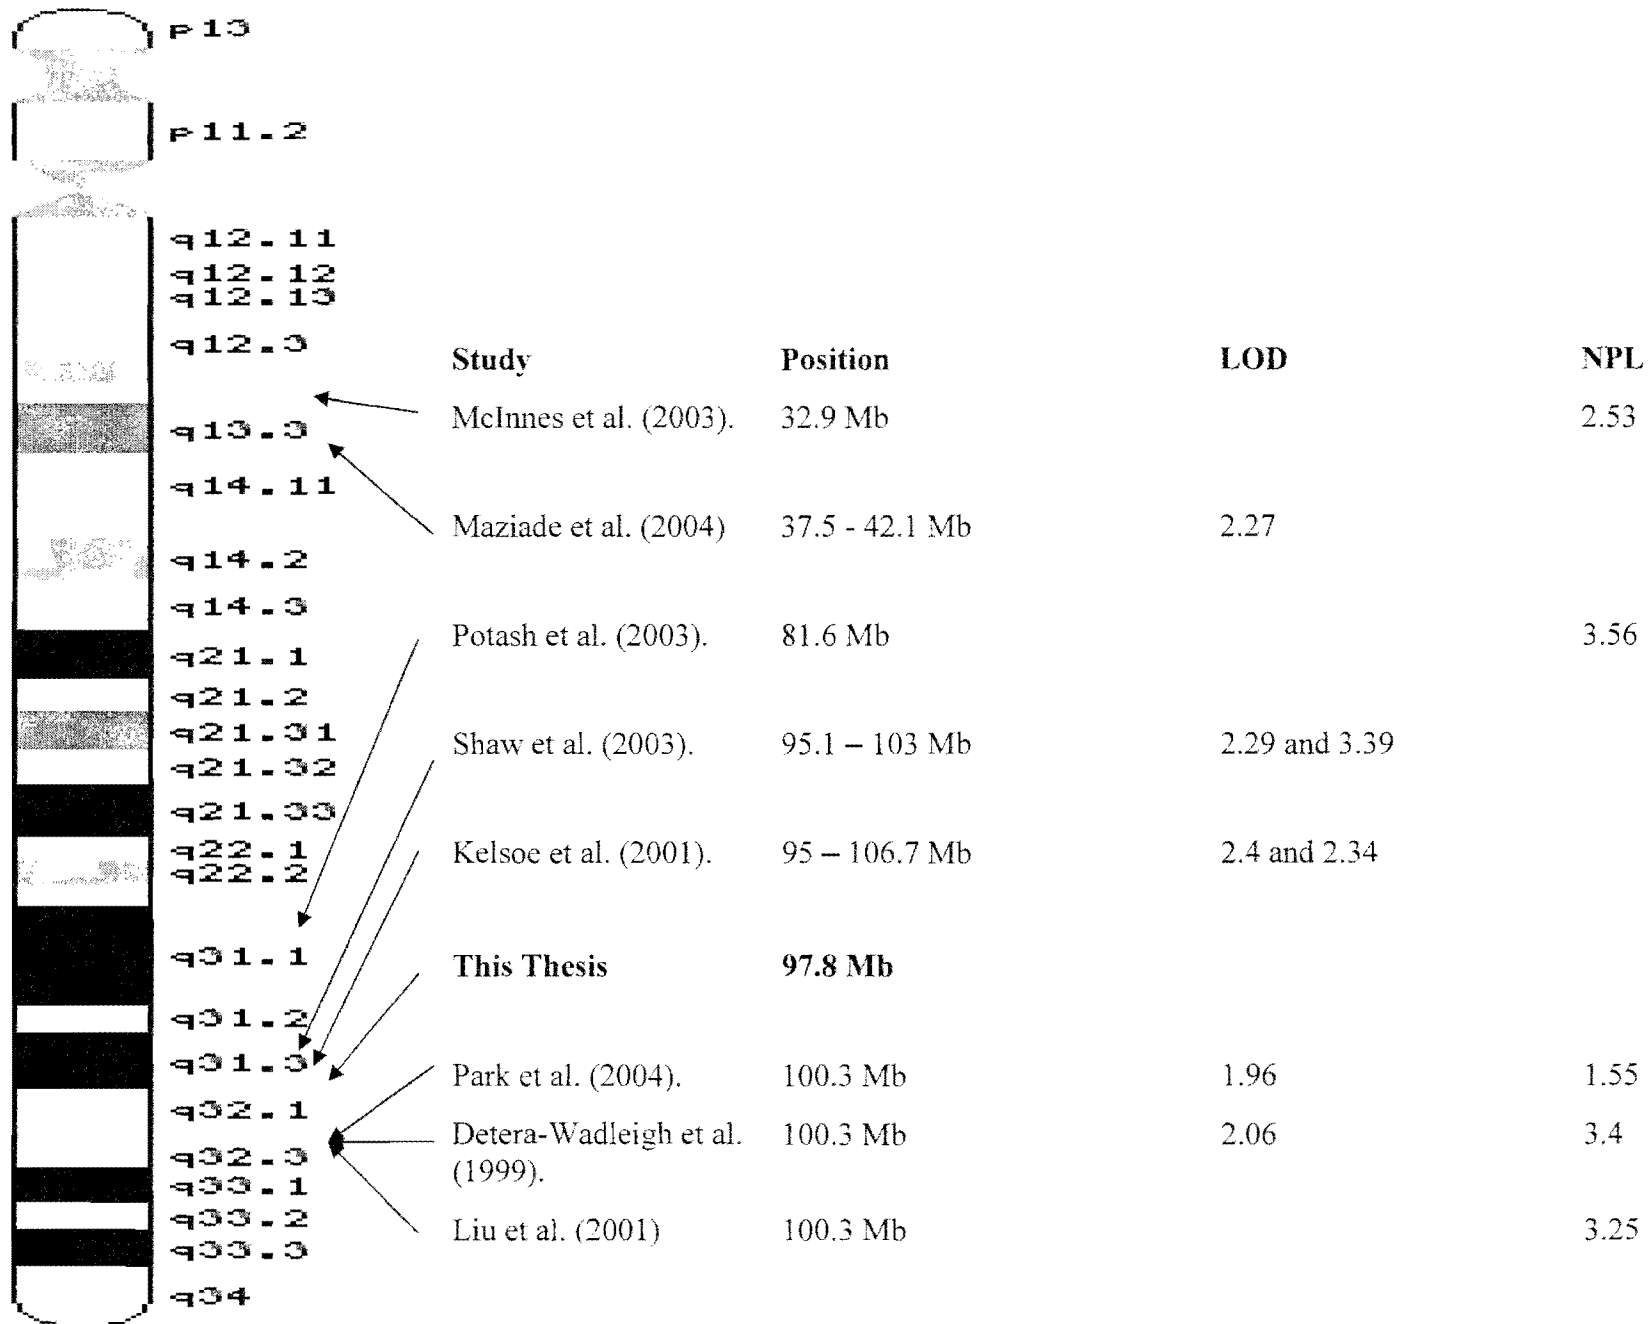 p13
p11.2
q12.11
q12.12
q12.13
q12.3
Study Position LOD NPL
McInnes et al. (2003). 32.9 Mb 2.53
q13.3
q14.11
Maziade et al. (2004) 37.5 - 42.1 Mb 2.27
q14.2
q14.3
Potash et al. (2003). 81.6 Mb 3.56
q21.1
q21.2
q21.31
Shaw et al. (2003). 95.1 – 103 Mb 2.29 and 3.39
q21.32
q21.33
q22.1
Kelsoe et al. (2001). 95 – 106.7 Mb 2.4 and 2.34
q22.2
q31.1
This Thesis 97.8 Mb
q31.2
q31.3
Park et al. (2004). 100.3 Mb 1.96 1.55
q32.1
Detera-Wadleigh et al. 100.3 Mb 2.06 3.4
(1999).
q32.3
q33.1
q33.2
Liu et al. (2001) 100.3 Mb 3.25
q33.3
q34